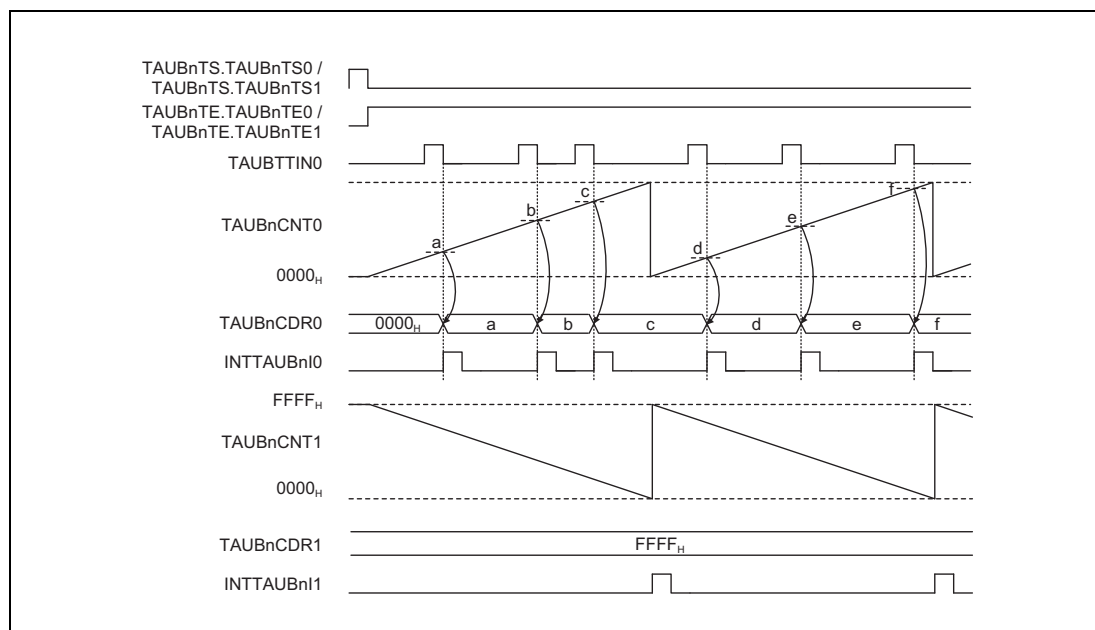 TAUBnTS.TAUBnTS0 /
TAUBnTS.TAUBnTS1
TAUBnTE.TAUBnTE0 /
TAUBnTE.TAUBnTE1
TAUBTTIN0
TAUBnCNT0
a
b
c
d
e
f
0000H
TAUBnCDR0
0000H
a
b
c
d
e
f
INTTAUBnI0
FFFFH
TAUBnCNT1
0000H
TAUBnCDR1
FFFFH
INTTAUBnI1